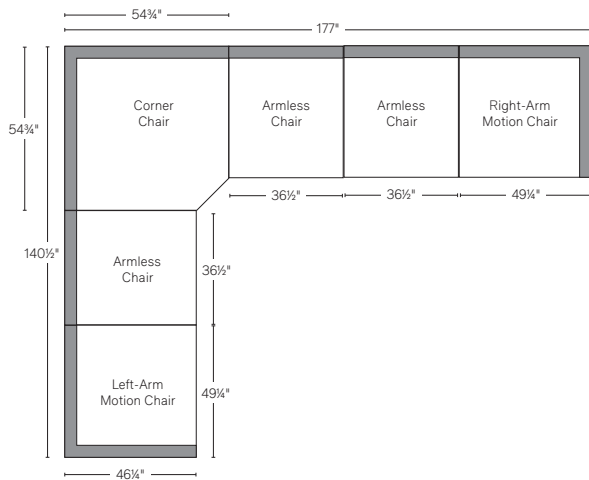 54¾"
177"
Corner
Chair
Armless
Chair
Armless
Chair
Right-Arm
Motion Chair
54¾"
36½"
36½"
49¼"
140½"
Armless
Chair
36½"
Left-Arm
Motion Chair
49¼"
46¼"